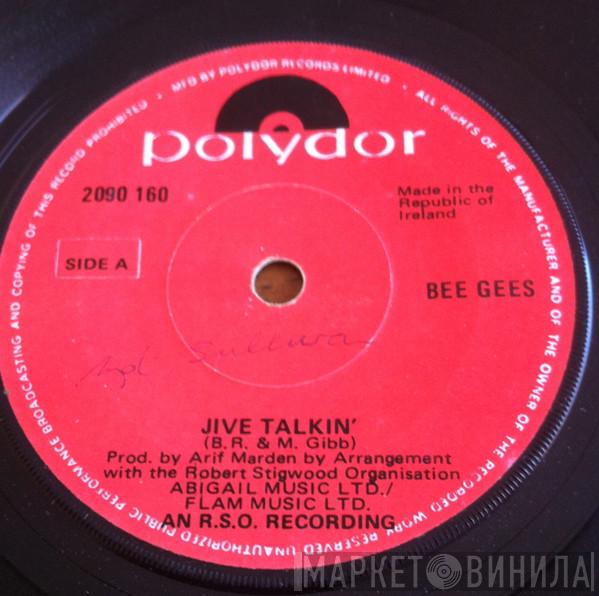 MFD BY POLYDOR RECORDS LIMITED • ALL RIGHTS OF THE MANUFACTURER AND OF THE OWNER OF THE RECORDED WORK RESERVED UNAUTHORIZED PUBLIC PERFORMANCE BROADCASTING AND COPYING OF THIS RECORD PROHIBITED •
polydor
2090 160
Made in the
Republic of
Ireland
SIDE A
BEE GEES
Sullivan
JIVE TALKIN'
(B. R. & M. Gibb)
Prod. by Arif Marden by Arrangement
with the Robert Stigwood Organisation
ABIGAIL MUSIC LTD./
FLAM MUSIC LTD.
AN R.S.O. RECORDING
МАРКЕТ ВИНИЛА